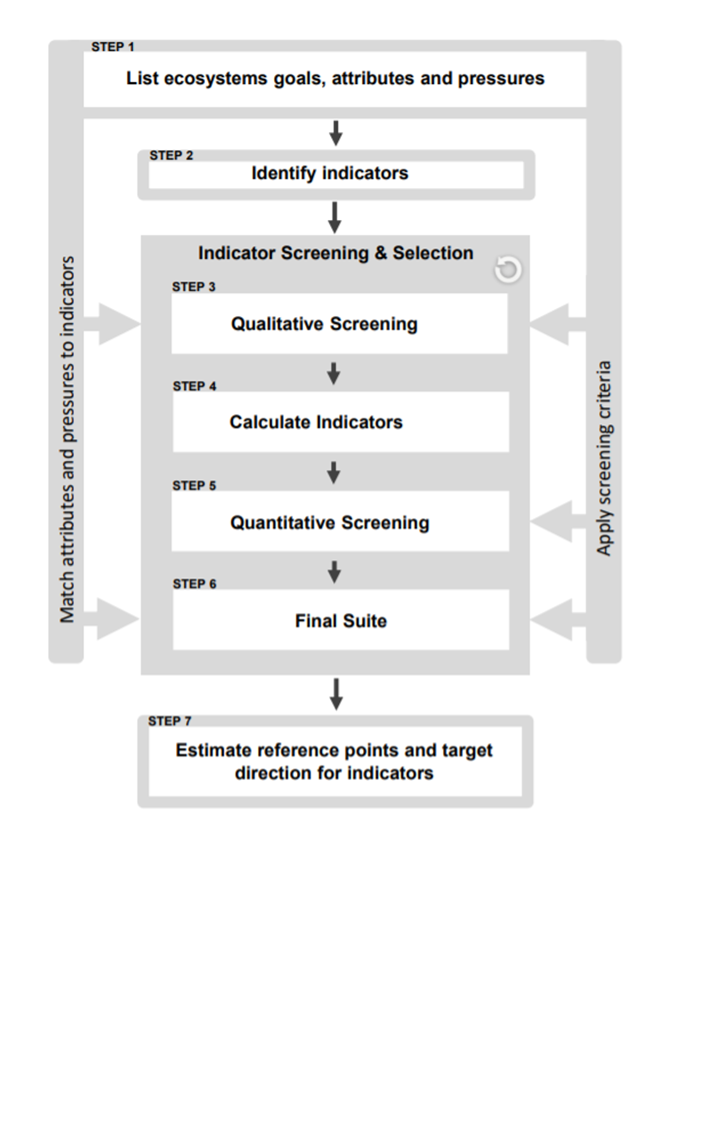 STEP 1
List ecosystems goals, attributes and pressures
STEP 2
Identify indicators
Indicator Screening & Selection
STEP 3
Qualitative Screening
STEP 4
Calculate Indicators
STEP 5
Quantitative Screening
STEP 6
Final Suite
STEP 7
Estimate reference points and target
direction for indicators
Match attributes and pressures to indicators
Apply screening criteria